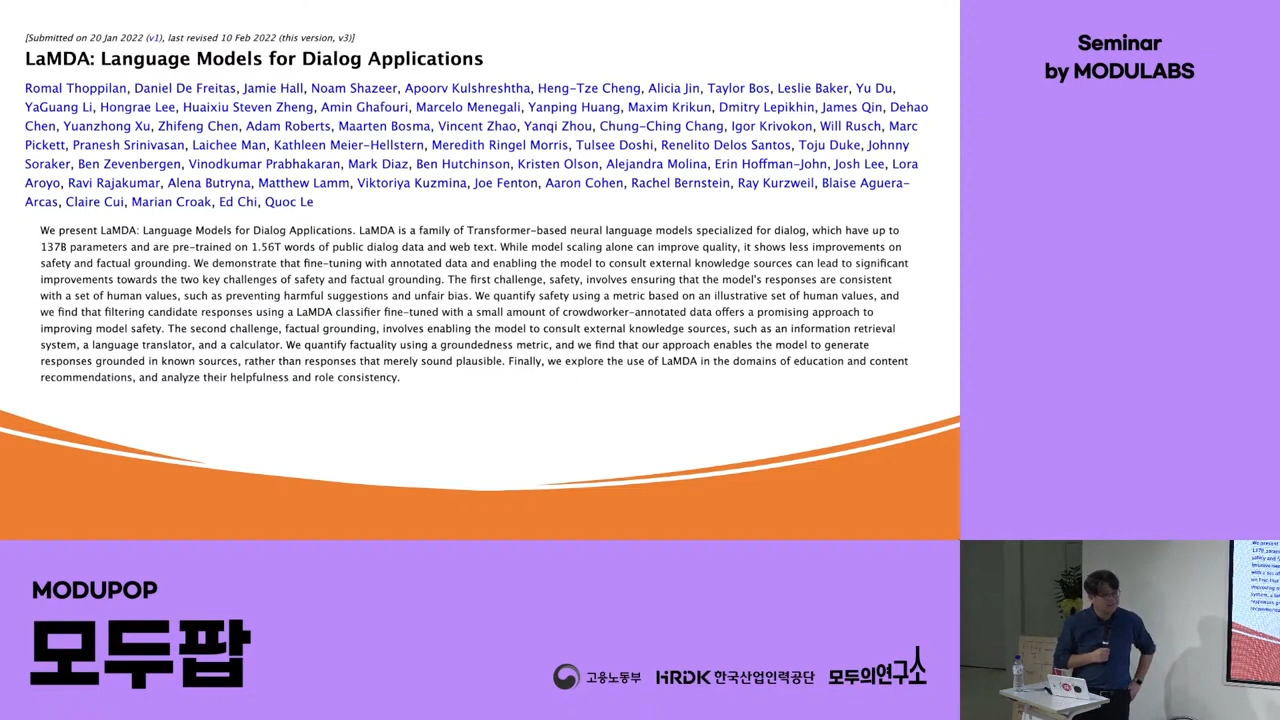 [Submitted on 20 Jan 2022 (v1), last revised 10 Feb 2022 (this version, v3)]
LaMDA: Language Models for Dialog Applications
Romal Thoppilan, Daniel De Freitas, Jamie Hall, Noam Shazeer, Apoorv Kulshreshtha, Heng-Tze Cheng, Alicia Jin, Taylor Bos, Leslie Baker, Yu Du,
YaGuang Li, Hongrae Lee, Huaixiu Steven Zheng, Amin Ghafouri, Marcelo Menegali, Yanping Huang, Maxim Krikun, Dmitry Lepikhin, James Qin, Dehao
Chen, Yuanzhong Xu, Zhifeng Chen, Adam Roberts, Maarten Bosma, Vincent Zhao, Yanqi Zhou, Chung-Ching Chang, Igor Krivokon, Will Rusch, Marc
Pickett, Pranesh Srinivasan, Laichee Man, Kathleen Meier-Hellstern, Meredith Ringel Morris, Tulsee Doshi, Renelito Delos Santos, Toju Duke, Johnny
Soraker, Ben Zevenbergen, Vinodkumar Prabhakaran, Mark Diaz, Ben Hutchinson, Kristen Olson, Alejandra Molina, Erin Hoffman-John, Josh Lee, Lora
Aroyo, Ravi Rajakumar, Alena Butryna, Matthew Lamm, Viktoriya Kuzmina, Joe Fenton, Aaron Cohen, Rachel Bernstein, Ray Kurzweil, Blaise Aguera-
Arcas, Claire Cui, Marian Croak, Ed Chi, Quoc Le
We present LaMDA: Language Models for Dialog Applications. LaMDA is a family of Transformer-based neural language models specialized for dialog, which have up to
137B parameters and are pre-trained on 1.56T words of public dialog data and web text. While model scaling alone can improve quality, it shows less improvements on
safety and factual grounding. We demonstrate that fine-tuning with annotated data and enabling the model to consult external knowledge sources can lead to significant
improvements towards the two key challenges of safety and factual grounding. The first challenge, safety, involves ensuring that the model's responses are consistent
with a set of human values, such as preventing harmful suggestions and unfair bias. We quantify safety using a metric based on an illustrative set of human values, and
we find that filtering candidate responses using a LaMDA classifier fine-tuned with a small amount of crowdworker-annotated data offers a promising approach to
improving model safety. The second challenge, factual grounding, involves enabling the model to consult external knowledge sources, such as an information retrieval
system, a language translator, and a calculator. We quantify factuality using a groundedness metric, and we find that our approach enables the model to generate
responses grounded in known sources, rather than responses that merely sound plausible. Finally, we explore the use of LaMDA in the domains of education and content
recommendations, and analyze their helpfulness and role consistency.
Seminar
by MODULABS
MODUPOP
모두팝
고용노동부 HRDK 한국산업인력공단 모두의연구소